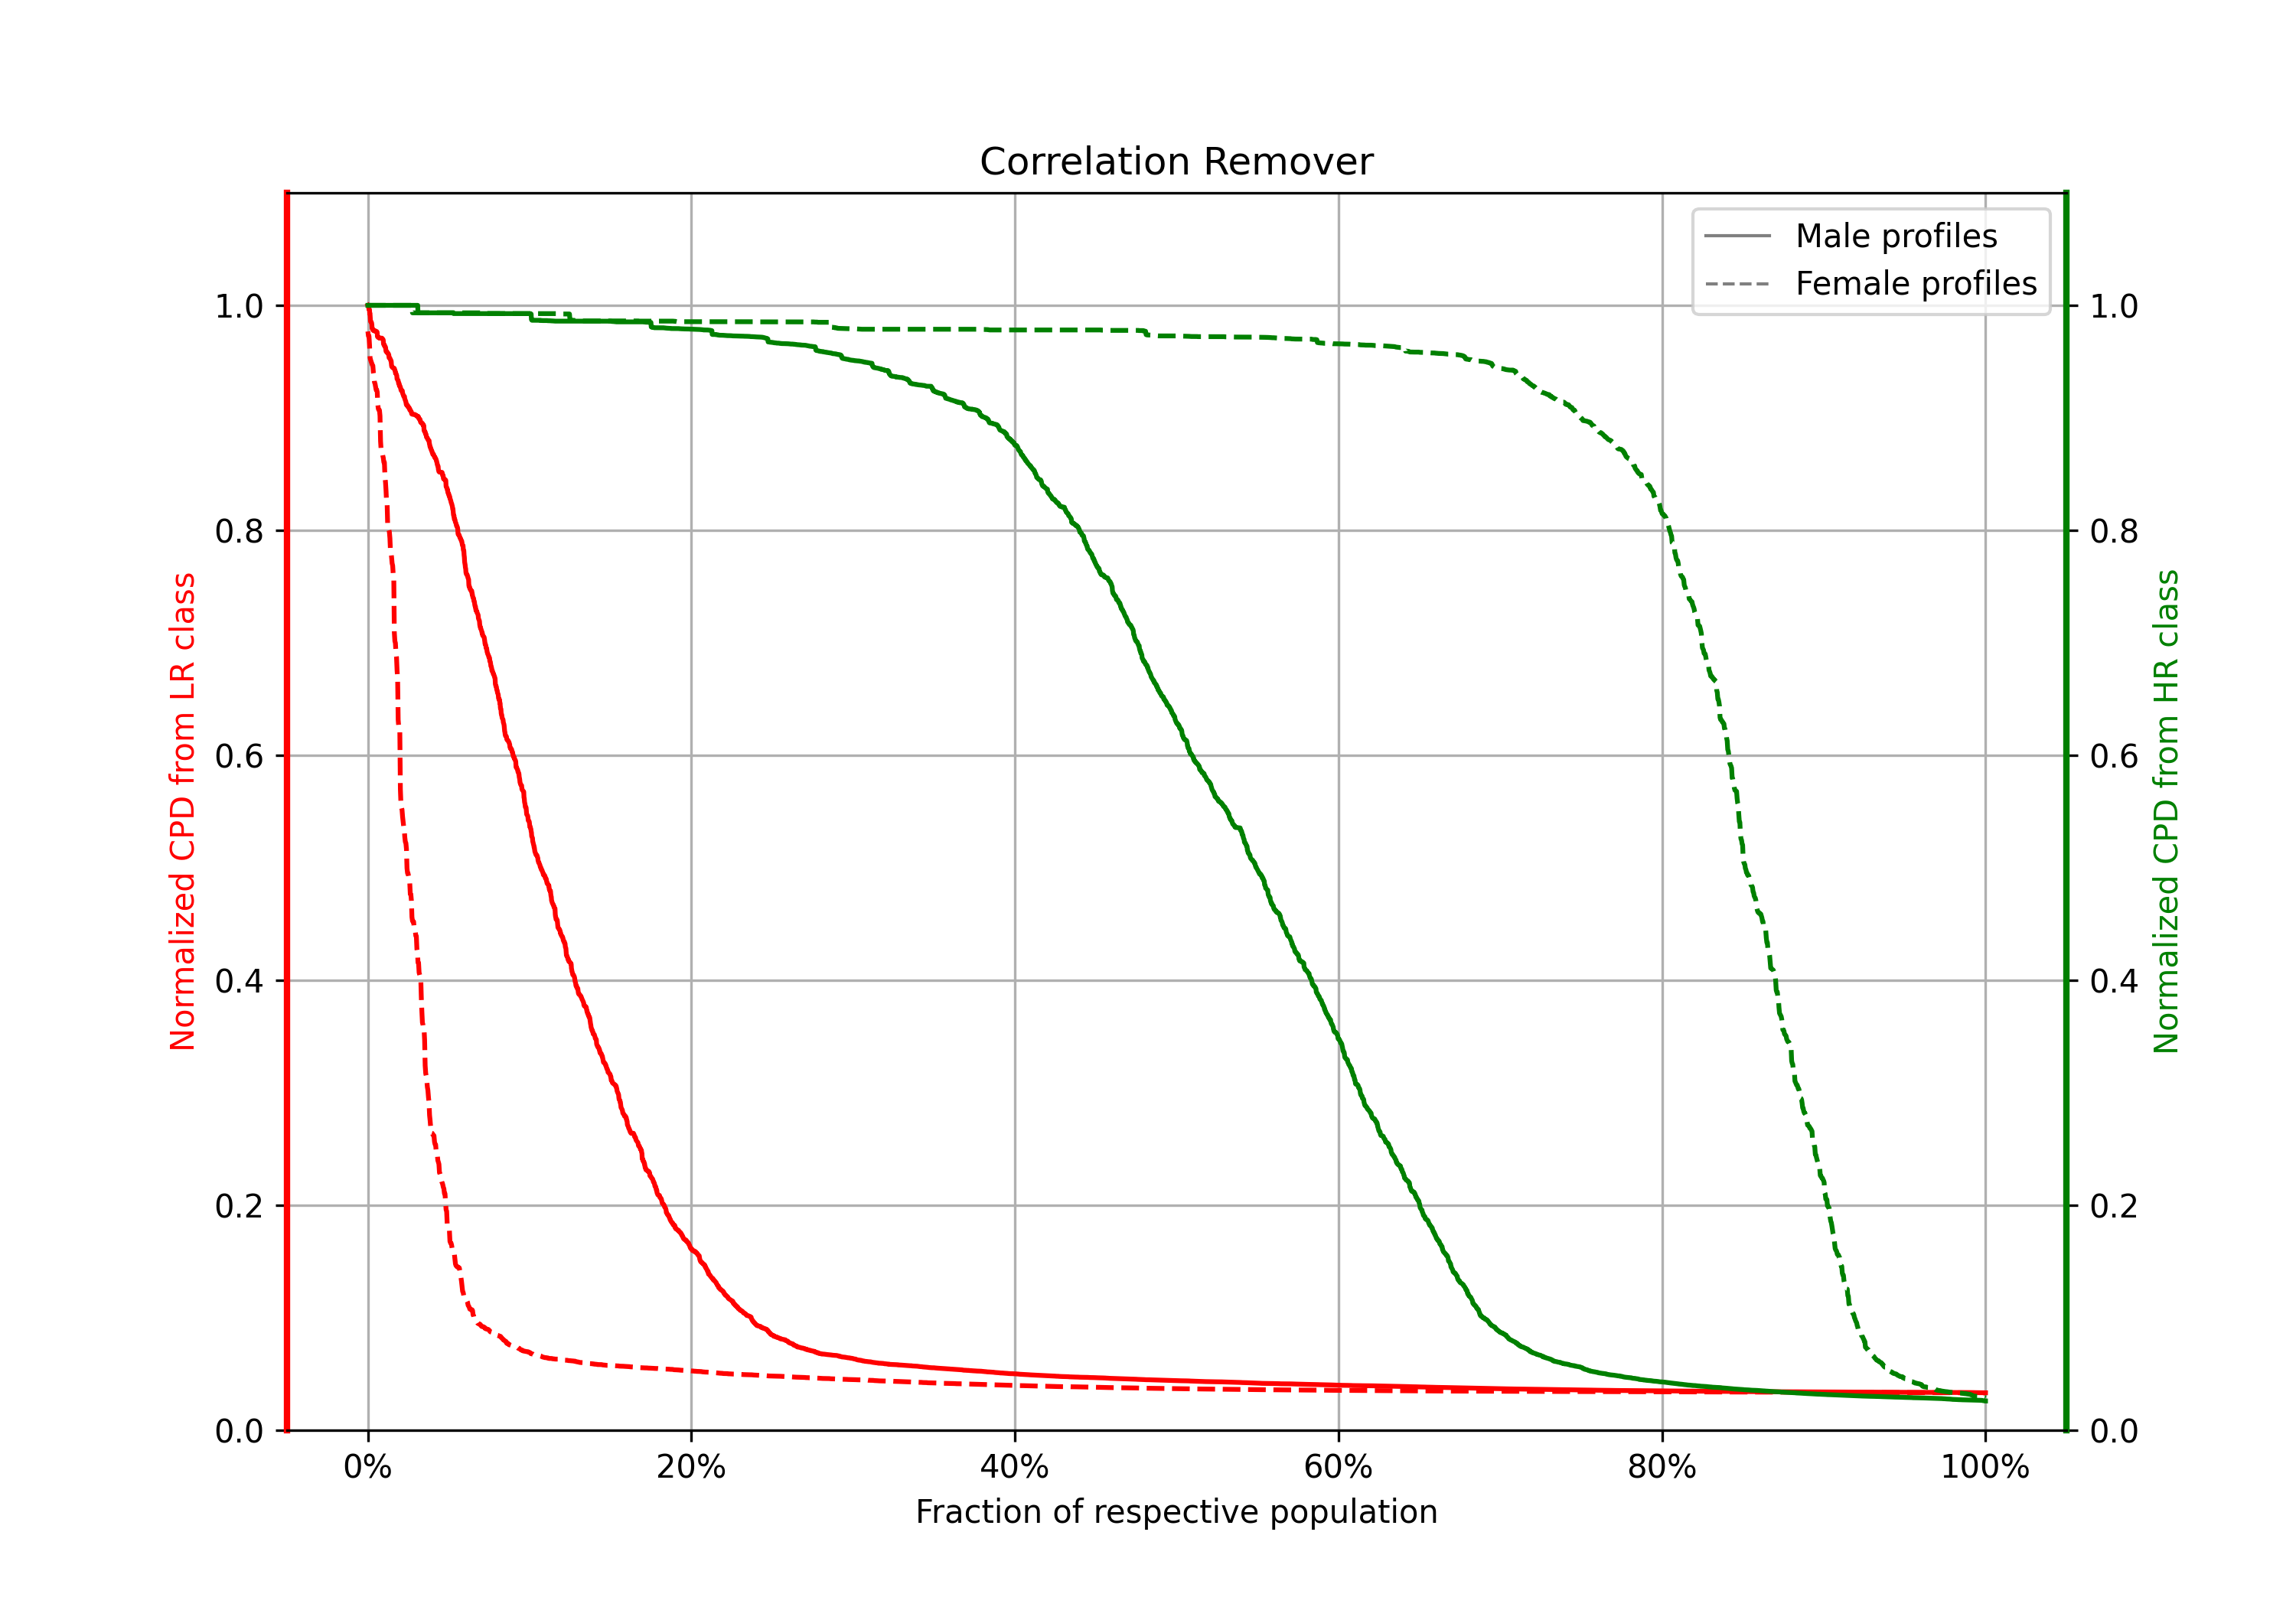 Correlation Remover
Male profiles
Female profiles
1.0
0.8
0.6
0.4
0.2
0.0
Normalized CPD from LR class
1.0
0.8
0.6
0.4
0.2
0.0
Normalized CPD from HR class
0% 20% 40% 60% 80% 100%
Fraction of respective population